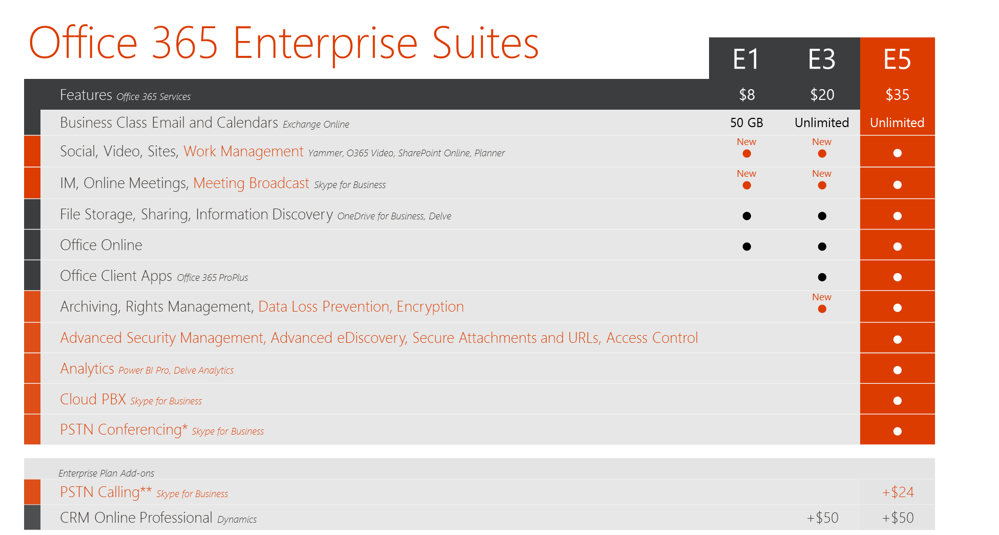 Office 365 Enterprise Suites
E1 E3 E5
Features Office 365 Services $8 $20 $35
Business Class Email and Calendars Exchange Online 50 GB Unlimited Unlimited
New New
Social, Video, Sites, Work Management Yammer, O365 Video, SharePoint Online, Planner
New New
IM, Online Meetings, Meeting Broadcast Skype for Business
File Storage, Sharing, Information Discovery OneDrive for Business, Delve
Office Online
Office Client Apps Office 365 ProPlus
New
Archiving, Rights Management, Data Loss Prevention, Encryption
Advanced Security Management, Advanced eDiscovery, Secure Attachments and URLs, Access Control
Analytics Power BI Pro, Delve Analytics
Cloud PBX Skype for Business
PSTN Conferencing* Skype for Business
Enterprise Plan Add-ons
PSTN Calling** Skype for Business +$24
CRM Online Professional Dynamics +$50 +$50